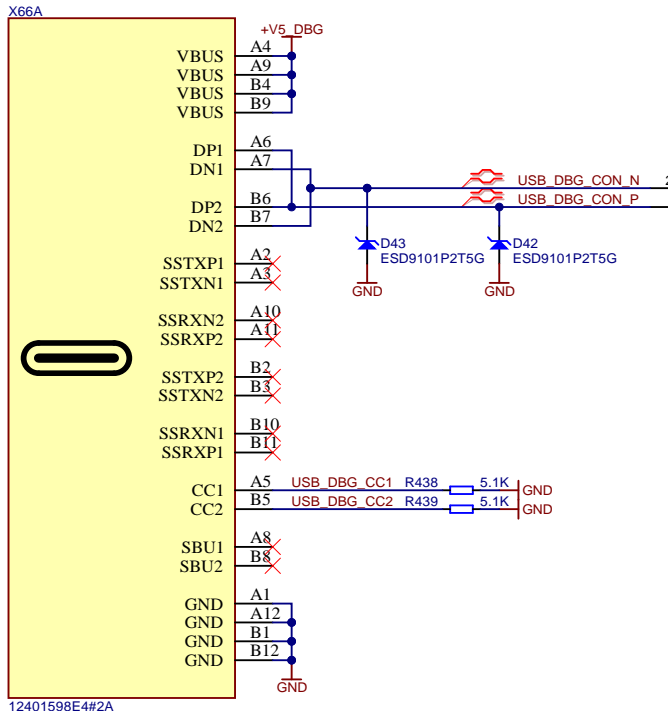 X66A
+V5_DBG
VBUS A4
VBUS A9
VBUS B4
VBUS B9
DP1 A6
DN1 A7
USB_DBG_CON_N 2
DP2 B6 USB_DBG_CON_P
DN2 B7
D43 D42
ESD9101P2T5G ESD9101P2T5G
SSTXP1 A2
SSTXN1 A3
GND GND
SSRXN2 A10
SSRXP2 A11
SSTXP2 B2
SSTXN2 B3
SSRXN1 B10
SSRXP1 B11
CC1 A5 USB_DBG_CC1 R438 5.1K GND
CC2 B5 USB_DBG_CC2 R439 5.1K GND
SBU1 A8
SBU2 B8
GND A1
GND A12
GND B1
GND B12
GND
12401598E4#2A